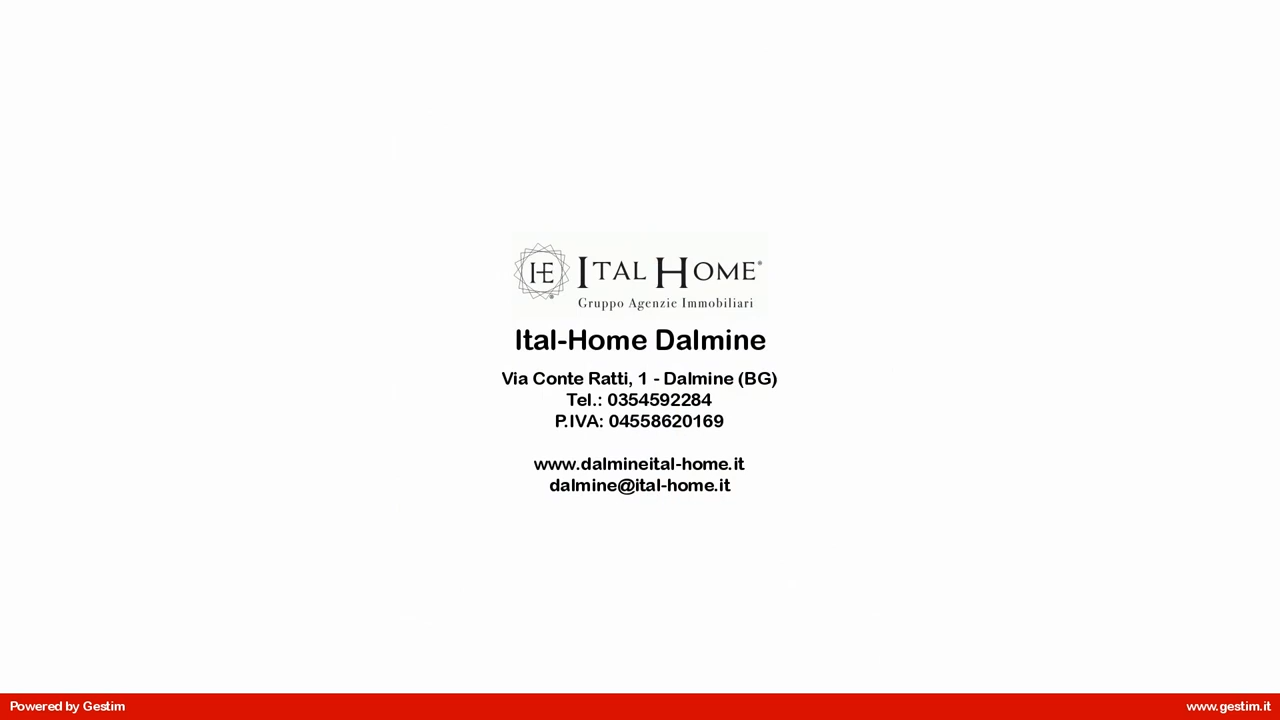 IE ITAL HOME®
Gruppo Agenzie Immobiliari
Ital-Home Dalmine
Via Conte Ratti, 1 - Dalmine (BG)
Tel.: 0354592284
P.IVA: 04558620169
www.dalmineital-home.it
dalmine@ital-home.it
Powered by Gestim
www.gestim.it